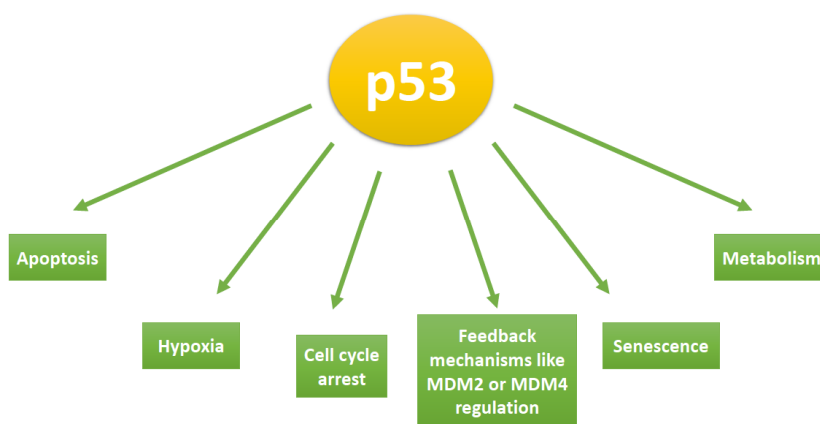 p53
Apoptosis
Hypoxia
Cell cycle
arrest
Feedback
mechanisms like
MDM2 or MDM4
regulation
Senescence
Metabolism